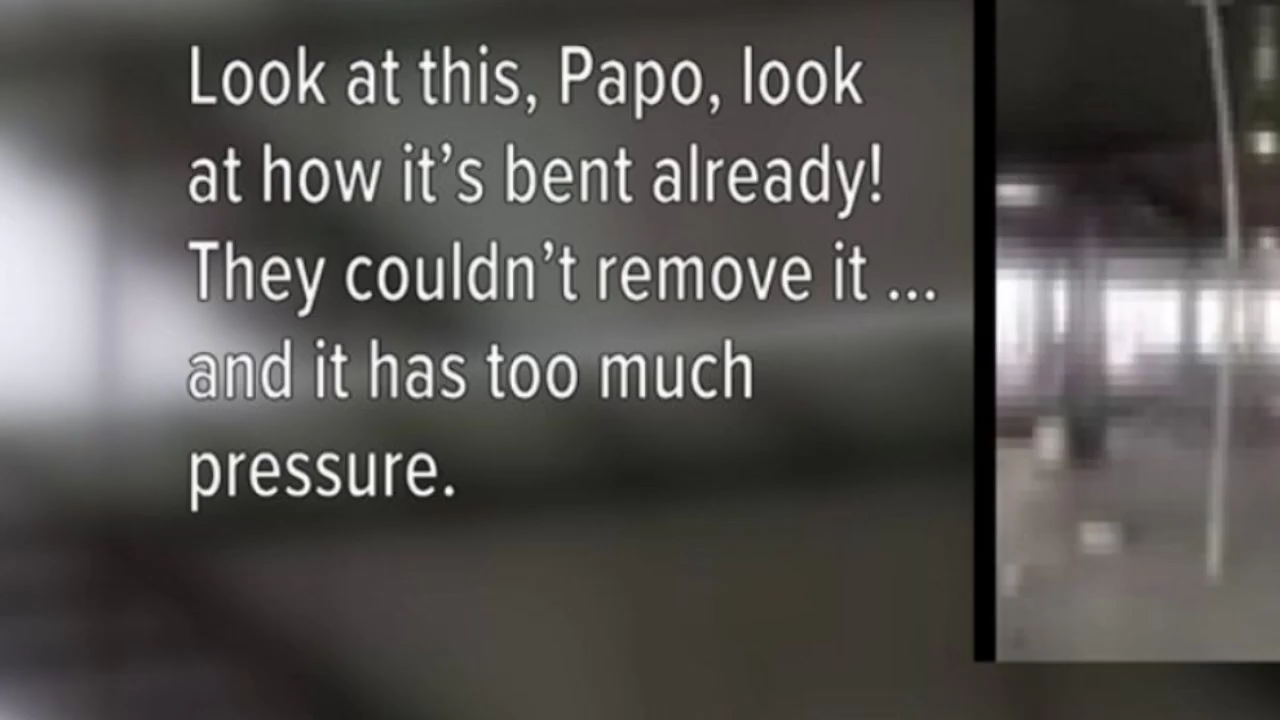 Look at this, Papo, look
at how it’s bent already!
They couldn’t remove it ...
and it has too much
pressure.